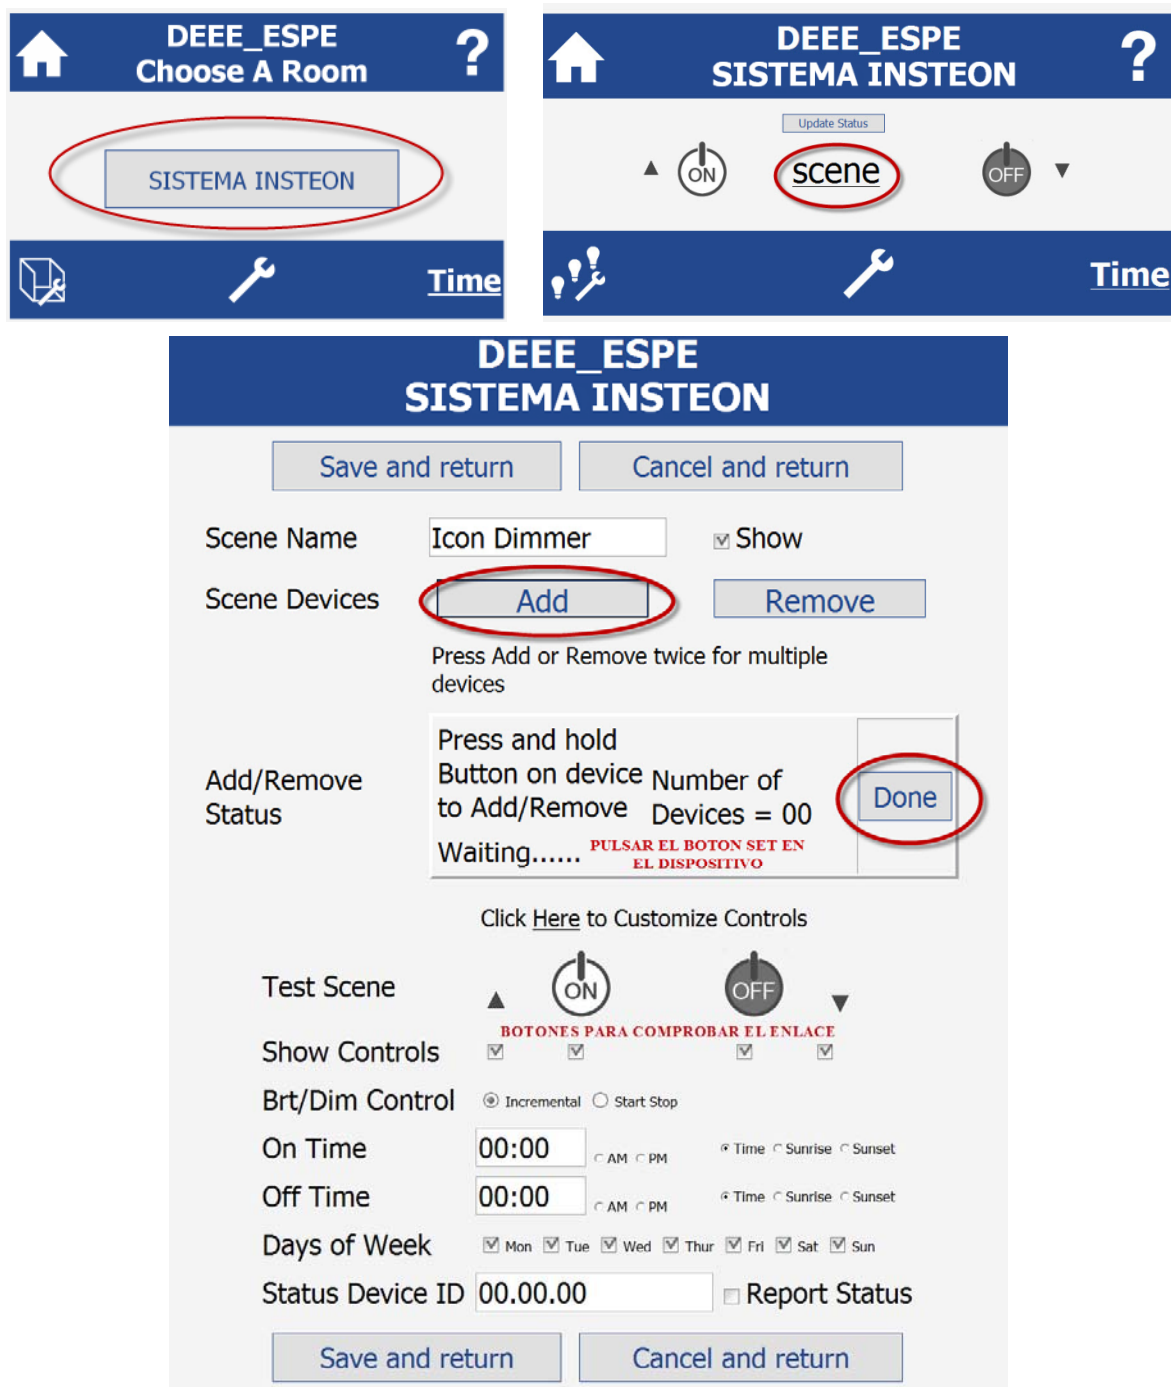 DEEE_ESPE
Choose A Room
?
SISTEMA INSTEON
Time
DEEE_ESPE
SISTEMA INSTEON
?
Update Status
ON scene OFF
Time
DEEE_ESPE
SISTEMA INSTEON
Save and return Cancel and return
Scene Name Icon Dimmer Show
Scene Devices Add Remove
Press Add or Remove twice for multiple
devices
Add/Remove
Status
Press and hold
Button on device
to Add/Remove
Waiting......
Number of
Devices = 00
PULSAR EL BOTON SET EN
EL DISPOSITIVO
Done
Click Here to Customize Controls
Test Scene ON OFF
BOTONES PARA COMPROBAR EL ENLACE
Show Controls
Brt/Dim Control Incremental Start Stop
On Time 00:00 AM PM Time Sunrise Sunset
Off Time 00:00 AM PM Time Sunrise Sunset
Days of Week Mon Tue Wed Thur Fri Sat Sun
Status Device ID 00.00.00 Report Status
Save and return Cancel and return